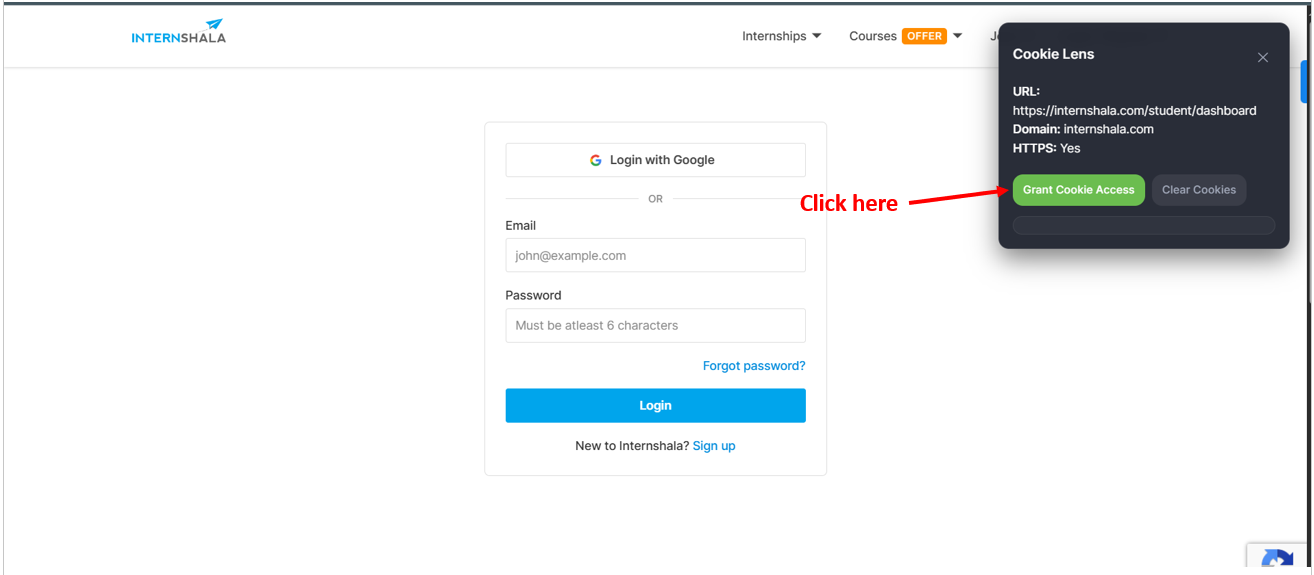 INTERNSHALA
Internships
Courses OFFER
Cookie Lens
URL:
https://internshala.com/student/dashboard
Domain: internshala.com
HTTPS: Yes
Grant Cookie Access
Clear Cookies
Click here
Login with Google
OR
Email
john@example.com
Password
Must be atleast 6 characters
Forgot password?
Login
New to Internshala? Sign up